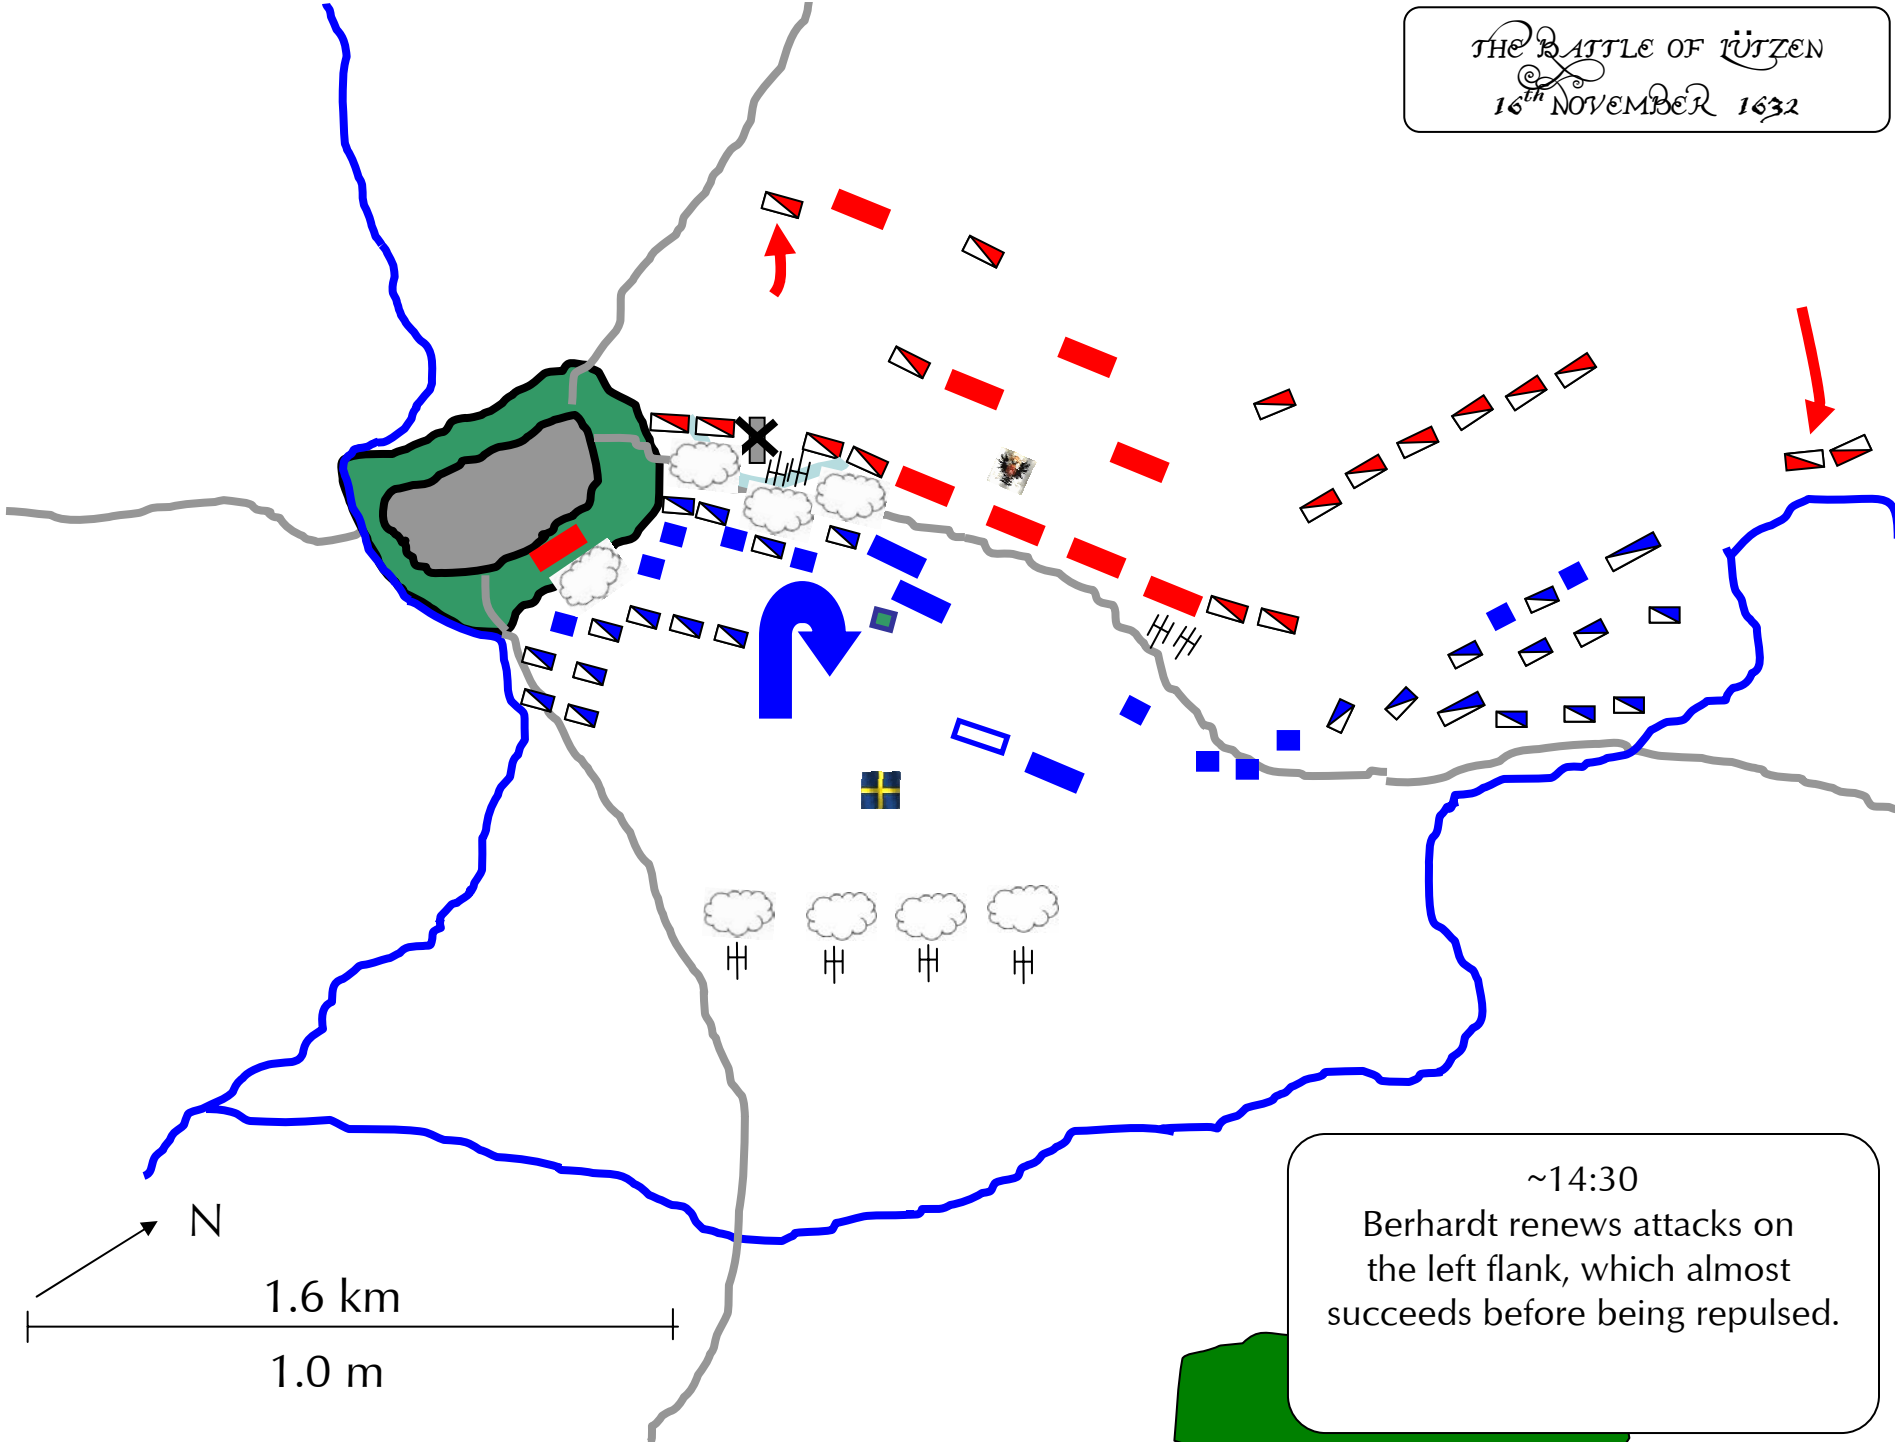 THE BATTLE OF LÜTZEN
16th NOVEMBER 1632
~14:30
Berhardt renews attacks on
the left flank, which almost
succeeds before being repulsed.
N
1.6 km
1.0 m